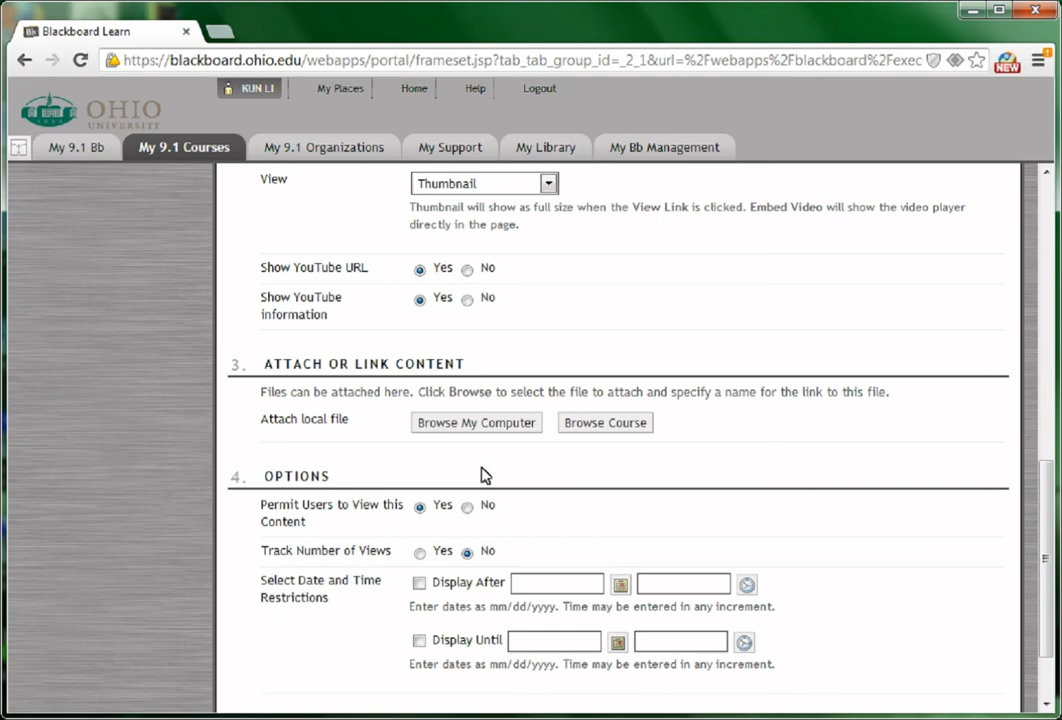 Blackboard Learn
https://blackboard.ohio.edu/webapps/portal/frameset.jsp?tab_tab_group_id=_2_1&url=%2Fwebapps%2Fblackboard%2Fexec
NEW
KUN LI
My Places
Home
Help
Logout
OHIO
UNIVERSITY
My 9.1 Bb
My 9.1 Courses
My 9.1 Organizations
My Support
My Library
My Bb Management
View
Thumbnail
Thumbnail will show as full size when the View Link is clicked. Embed Video will show the video player
directly in the page.
Show YouTube URL
Yes No
Show YouTube
information
Yes No
3. ATTACH OR LINK CONTENT
Files can be attached here. Click Browse to select the file to attach and specify a name for the link to this file.
Attach local file
Browse My Computer
Browse Course
4. OPTIONS
Permit Users to View this
Content
Yes No
Track Number of Views
Yes No
Select Date and Time
Restrictions
Display After
Enter dates as mm/dd/yyyy. Time may be entered in any increment.
Display Until
Enter dates as mm/dd/yyyy. Time may be entered in any increment.